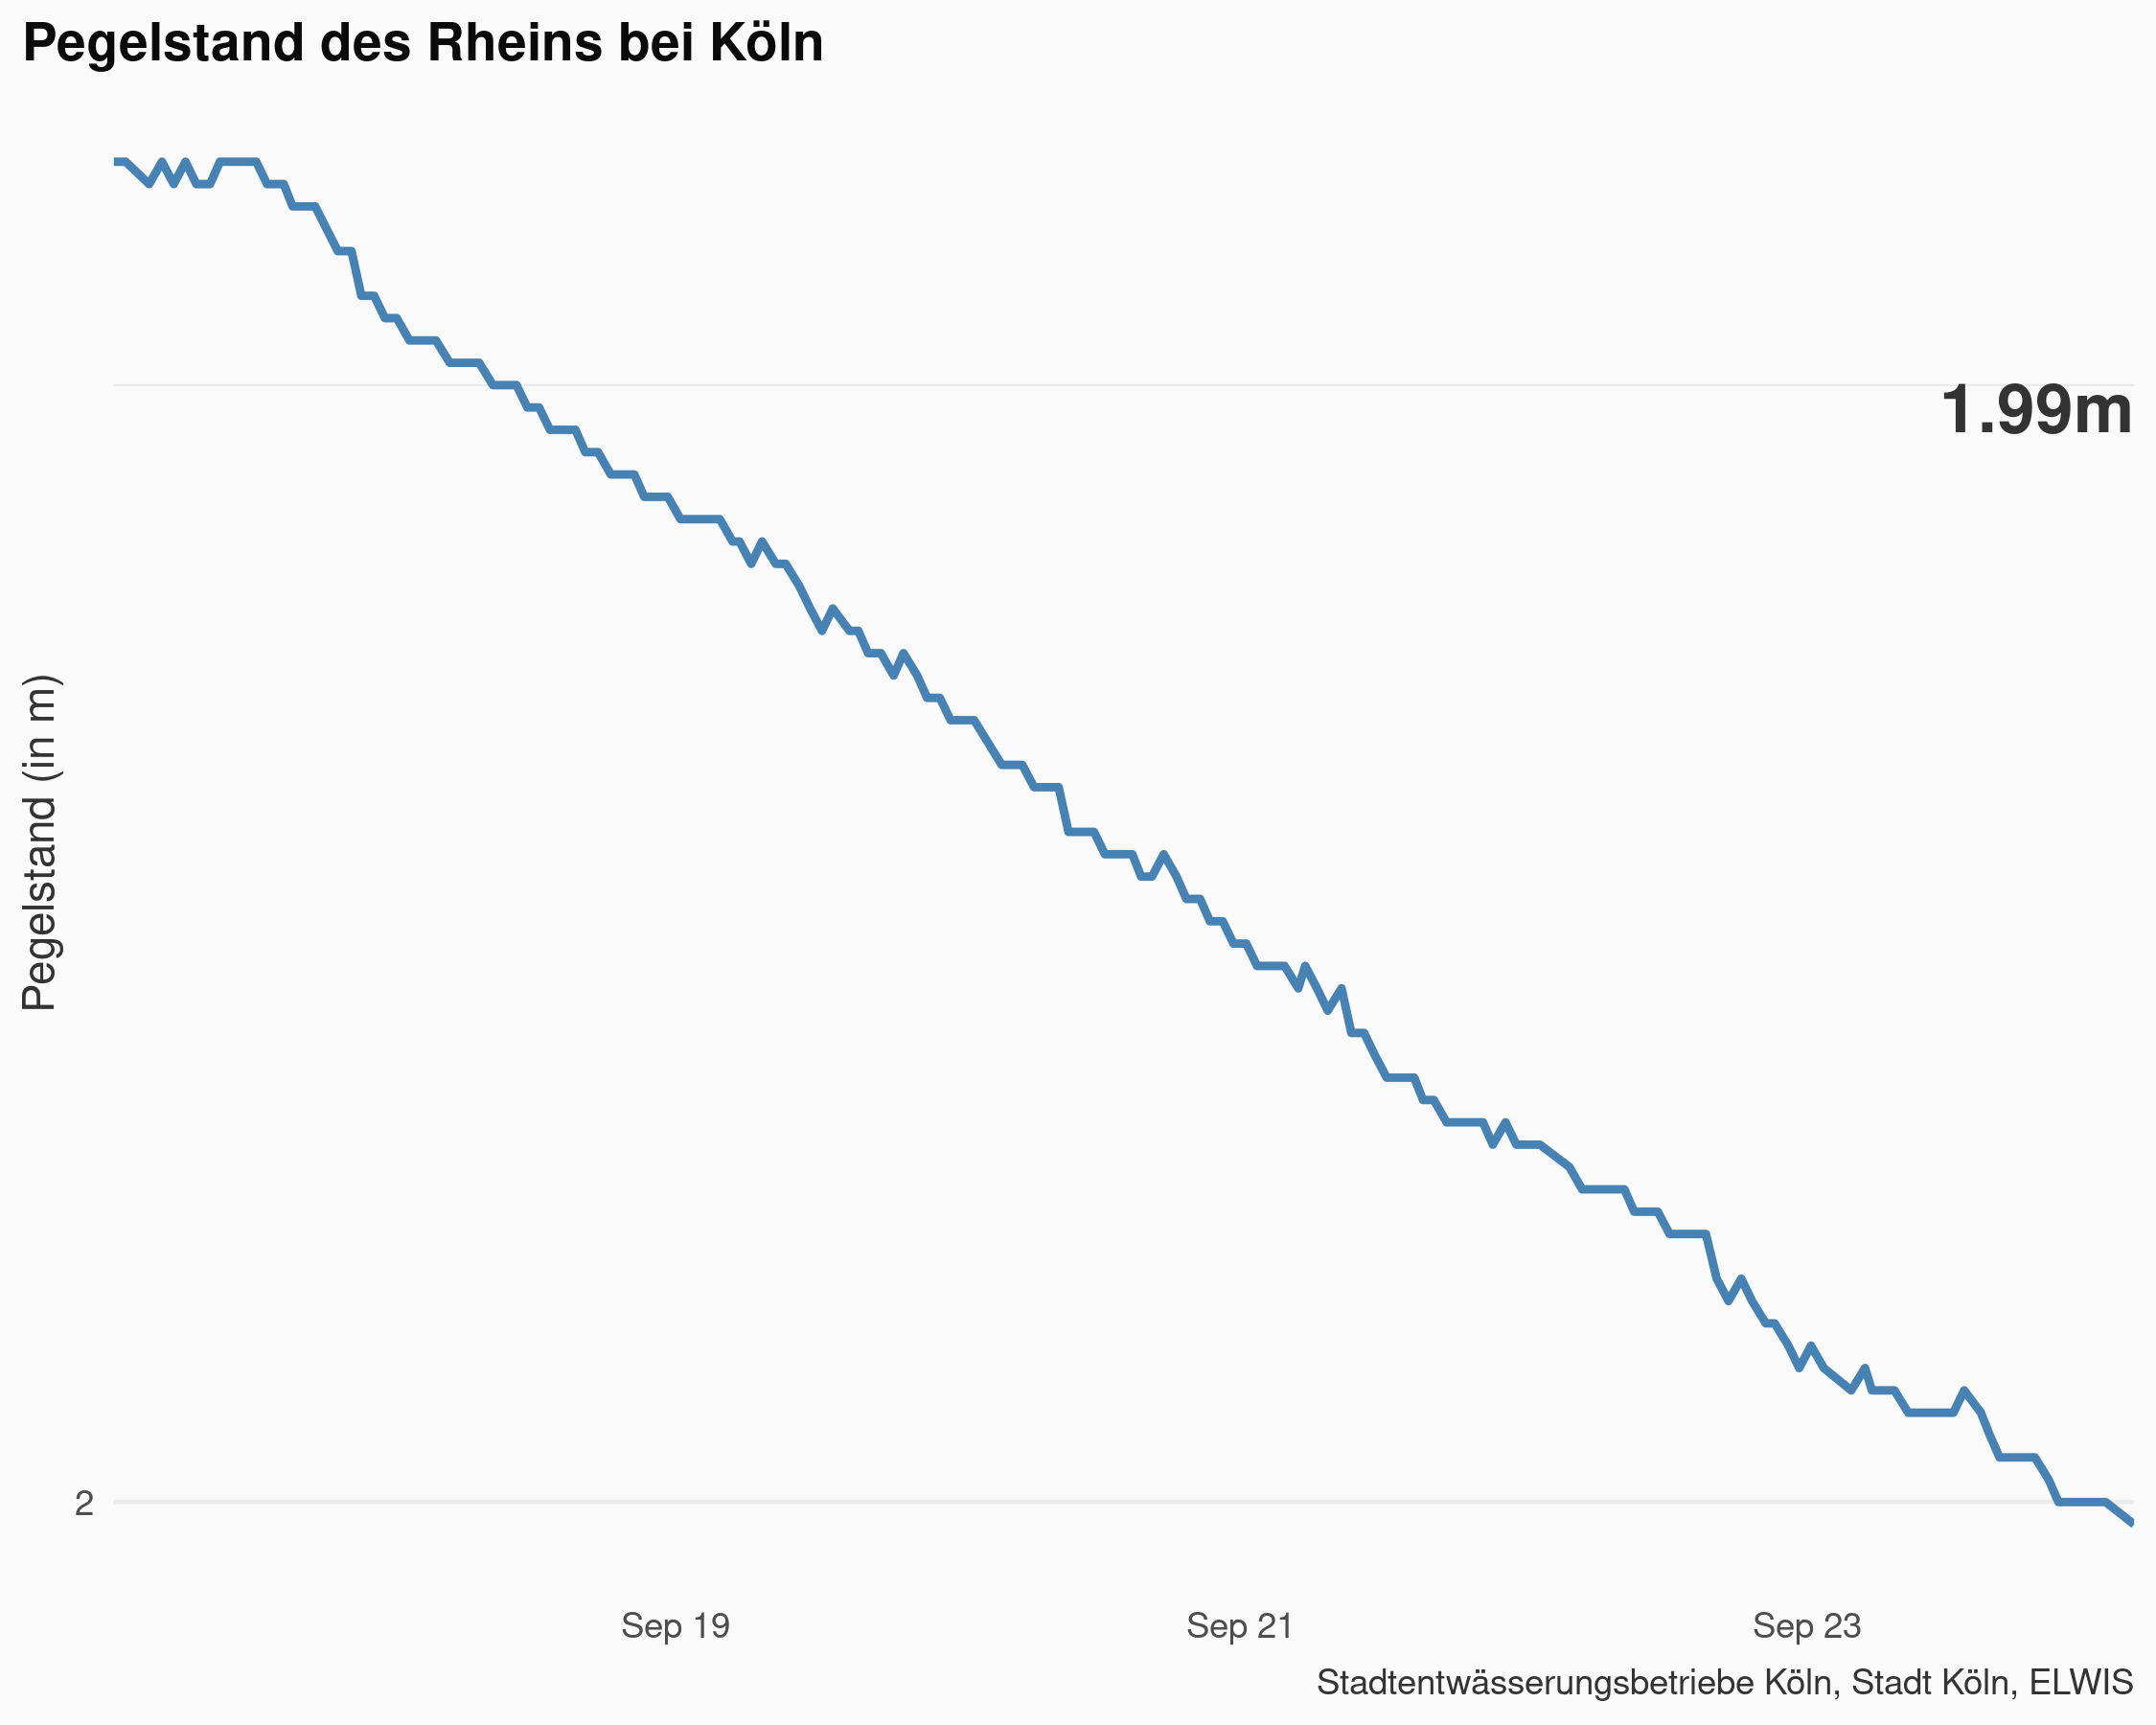 Pegelstand des Rheins bei Köln
1.99m
Pegelstand (in m)
2
Sep 19
Sep 21
Sep 23
Stadtentwässerungsbetriebe Köln, Stadt Köln, ELWIS